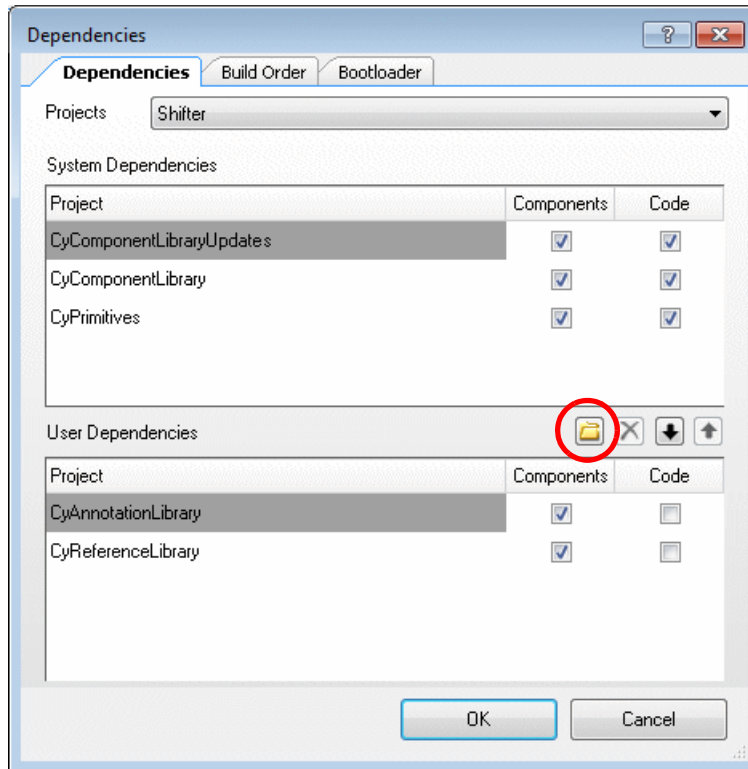 Dependencies
Dependencies Build Order Bootloader
Projects Shifter
System Dependencies
Project Components Code
CyComponentLibraryUpdates
CyComponentLibrary
CyPrimitives
User Dependencies
Project Components Code
CyAnnotationLibrary
CyReferenceLibrary
OK Cancel